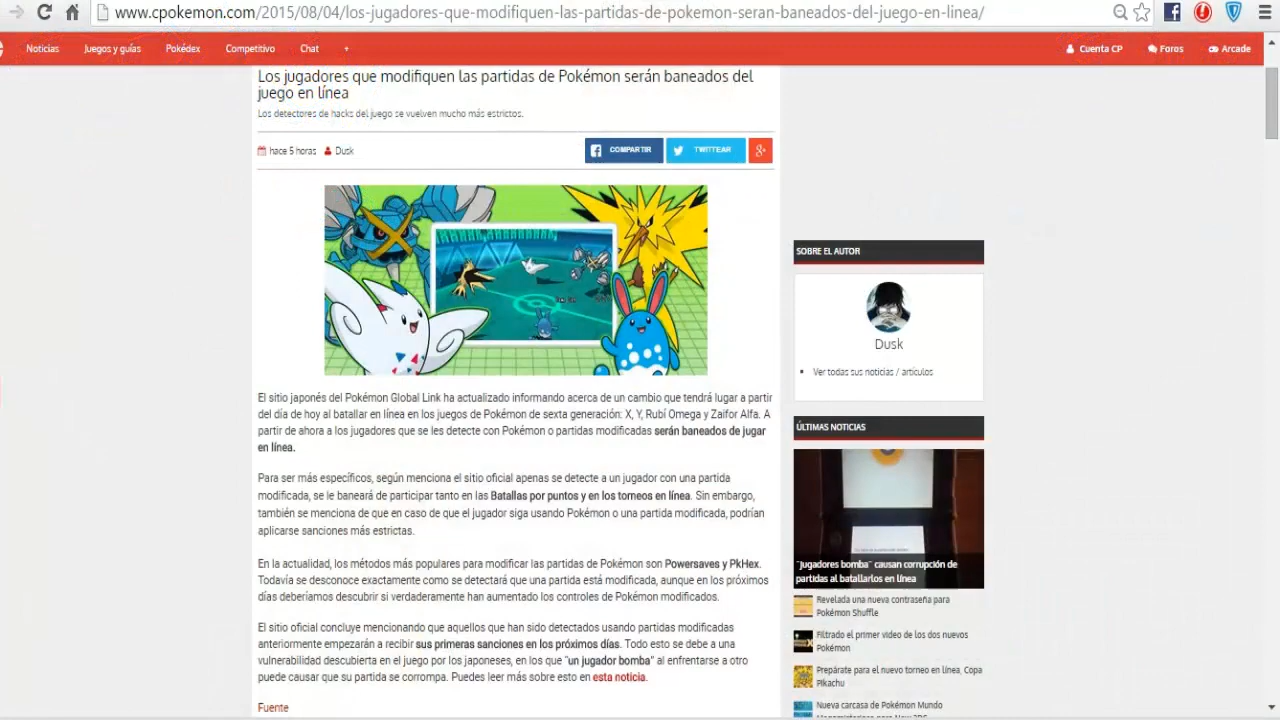 www.cpokemon.com/2015/08/04/los-jugadores-que-modifiquen-las-partidas-de-pokemon-seran-baneados-del-juego-en-linea/
Noticias Juegos y guías Pokédex Competitivo Chat + Cuenta CP Foros Arcade
Los jugadores que modifiquen las partidas de Pokémon serán baneados del
juego en línea
Los detectores de hacks del juego se vuelven mucho más estrictos.
hace 5 horas Dusk COMPARTIR TWITTEAR g+
El sitio japonés del Pokémon Global Link ha actualizado informando acerca de un cambio que tendrá lugar a partir
del día de hoy al batallar en línea en los juegos de Pokémon de sexta generación: X, Y, Rubí Omega y Zaifor Alfa. A
partir de ahora a los jugadores que se les detecte con Pokémon o partidas modificadas serán baneados de jugar
en línea.
Para ser más específicos, según menciona el sitio oficial apenas se detecte a un jugador con una partida
modificada, se le baneará de participar tanto en las Batallas por puntos y en los torneos en línea. Sin embargo,
también se menciona de que en caso de que el jugador siga usando Pokémon o una partida modificada, podrían
aplicarse sanciones más estrictas.
En la actualidad, los métodos más populares para modificar las partidas de Pokémon son Powersaves y PkHex.
Todavía se desconoce exactamente como se detectará que una partida está modificada, aunque en los próximos
días deberíamos descubrir si verdaderamente han aumentado los controles de Pokémon modificados.
El sitio oficial concluye mencionando que aquellos que han sido detectados usando partidas modificadas
anteriormente empezarán a recibir sus primeras sanciones en los próximos días. Todo esto se debe a una
vulnerabilidad descubierta en el juego por los japoneses, en los que "un jugador bomba" al enfrentarse a otro
puede causar que su partida se corrompa. Puedes leer más sobre esto en esta noticia.
Fuente
SOBRE EL AUTOR
Dusk
Ver todas sus noticias / artículos
ÚLTIMAS NOTICIAS
"Jugadores bomba" causan corrupción de
partidas al batallarlos en línea
Revelada una nueva contraseña para
Pokémon Shuffle
Filtrado el primer video de los dos nuevos
Pokémon
Prepárate para el nuevo torneo en línea, Copa
Pikachu
Nueva carcasa de Pokémon Mundo